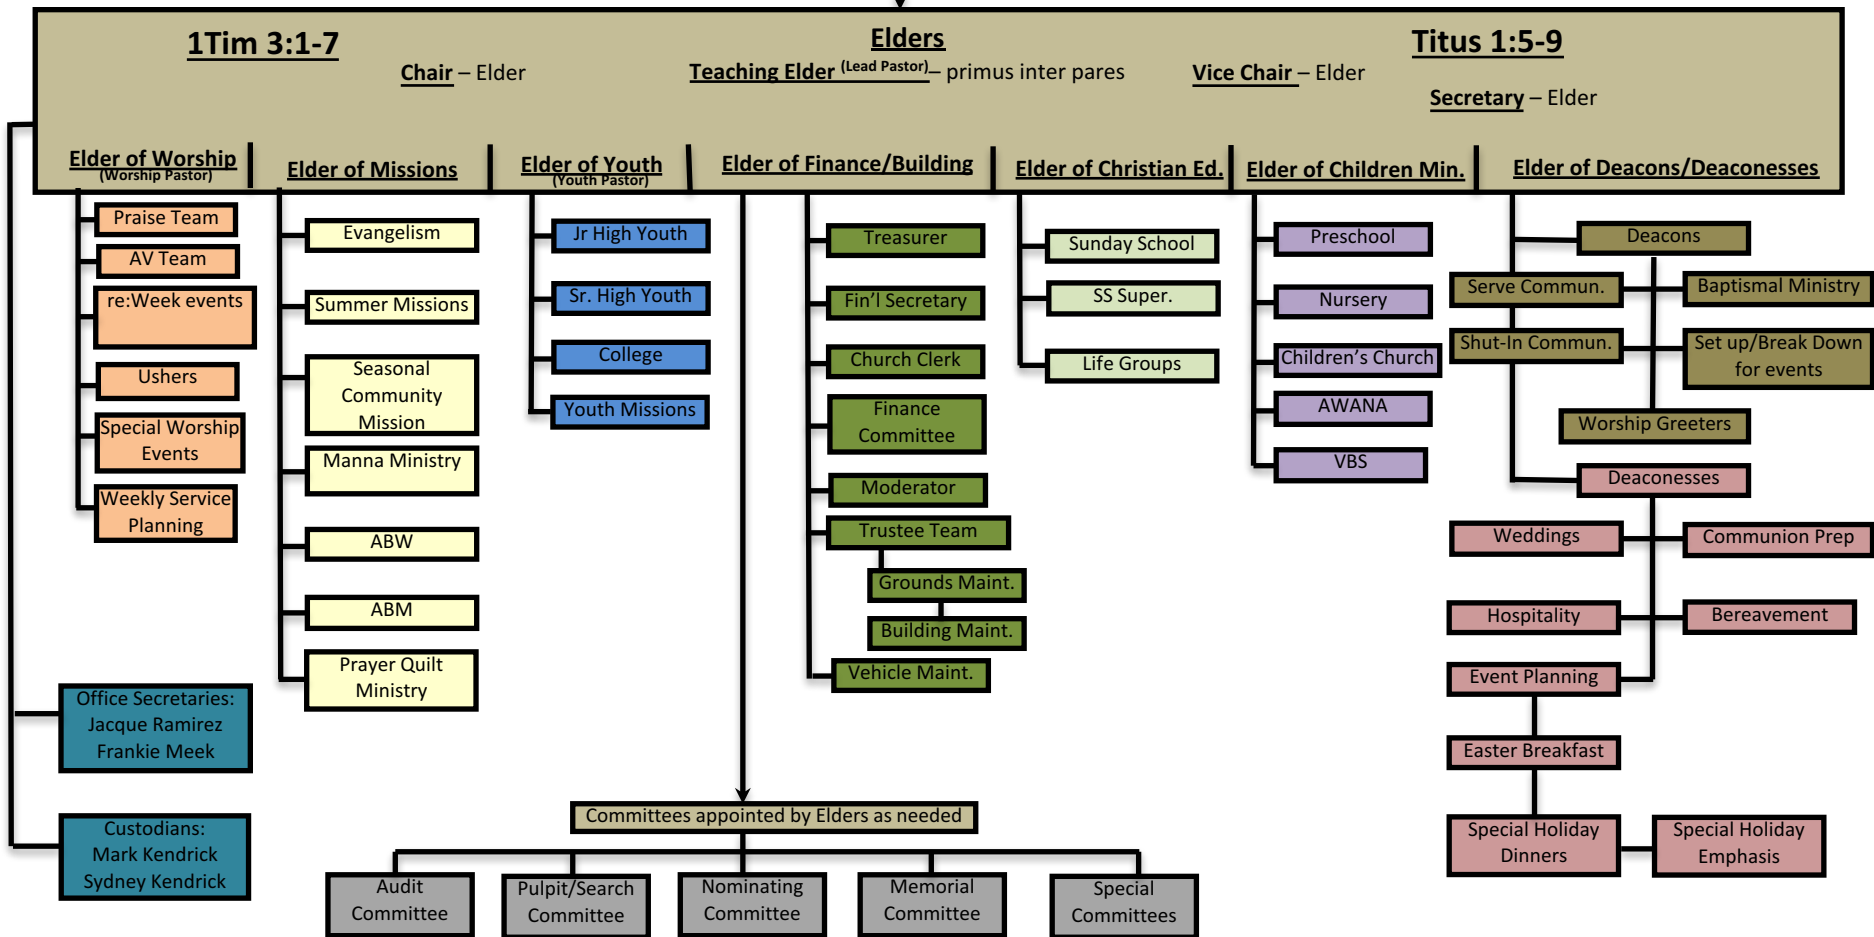 1Tim 3:1-7
Elders
Titus 1:5-9
Chair – Elder
Teaching Elder (Lead Pastor)– primus inter pares
Vice Chair – Elder
Secretary – Elder
Elder of Worship
(Worship Pastor)
Elder of Missions
Elder of Youth
(Youth Pastor)
Elder of Finance/Building
Elder of Christian Ed.
Elder of Children Min.
Elder of Deacons/Deaconesses
Praise Team
AV Team
re:Week events
Ushers
Special Worship
Events
Weekly Service
Planning
Evangelism
Summer Missions
Seasonal
Community
Mission
Manna Ministry
ABW
ABM
Prayer Quilt
Ministry
Jr High Youth
Sr. High Youth
College
Youth Missions
Treasurer
Fin'l Secretary
Church Clerk
Finance
Committee
Moderator
Trustee Team
Grounds Maint.
Building Maint.
Vehicle Maint.
Sunday School
SS Super.
Life Groups
Preschool
Nursery
Children's Church
AWANA
VBS
Deacons
Serve Commun.
Baptismal Ministry
Shut-In Commun.
Set up/Break Down
for events
Worship Greeters
Deaconesses
Weddings
Communion Prep
Hospitality
Bereavement
Event Planning
Easter Breakfast
Special Holiday
Dinners
Special Holiday
Emphasis
Office Secretaries:
Jacque Ramirez
Frankie Meek
Custodians:
Mark Kendrick
Sydney Kendrick
Committees appointed by Elders as needed
Audit
Committee
Pulpit/Search
Committee
Nominating
Committee
Memorial
Committee
Special
Committees